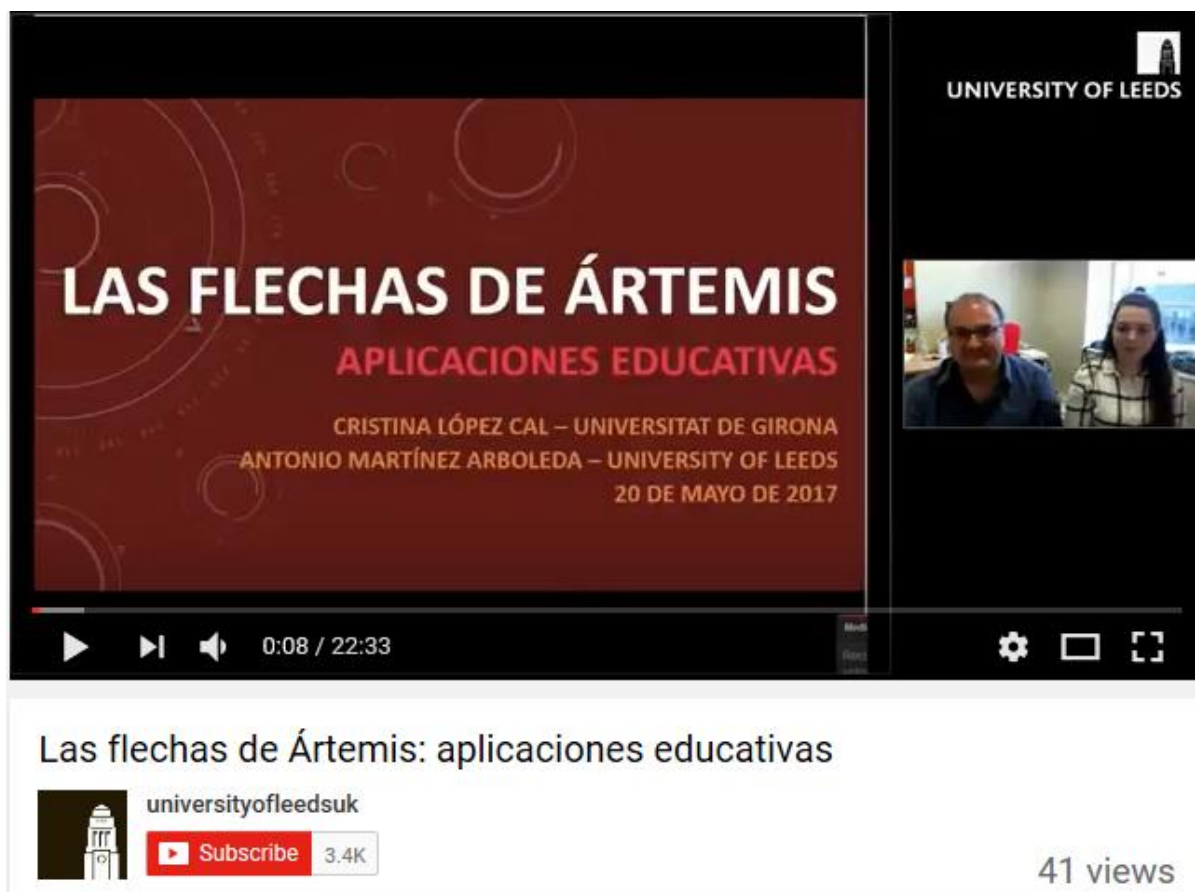 UNIVERSITY OF LEEDS
LAS FLECHAS DE ÁRTEMIS
APLICACIONES EDUCATIVAS
CRISTINA LÓPEZ CAL – UNIVERSITAT DE GIRONA
ANTONIO MARTÍNEZ ARBOLEDA – UNIVERSITY OF LEEDS
20 DE MAYO DE 2017
0:08 / 22:33
Las flechas de Ártemis: aplicaciones educativas
universityofleedsuk
Subscribe 3.4K
41 views